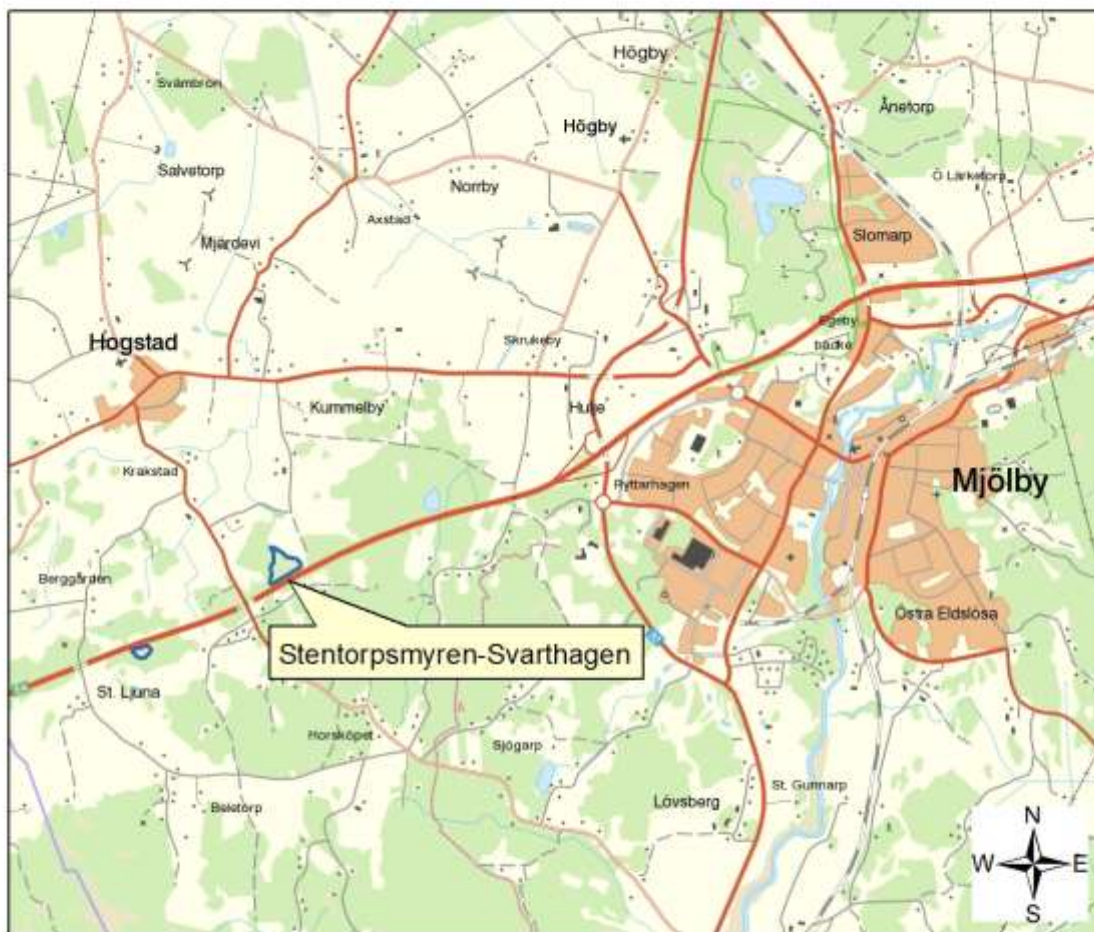 Högby
Svämbron
Ånetorp
Högby
Salvetorp
Ö Lärketorp
Norrby
Axstad
Slomarp
Mjärdevi
Egeby
bädke
Hogstad
Skrukeby
Kummelby
Hulje
Krakstad
Ryttarhagen
Mjölby
Berggården
Östra Eldslösa
Stentorpsmyren-Svarthagen
St. Ljuna
Horsköpet
Sjögarp
St. Gunnarp
Lövsberg
N
W
E
S